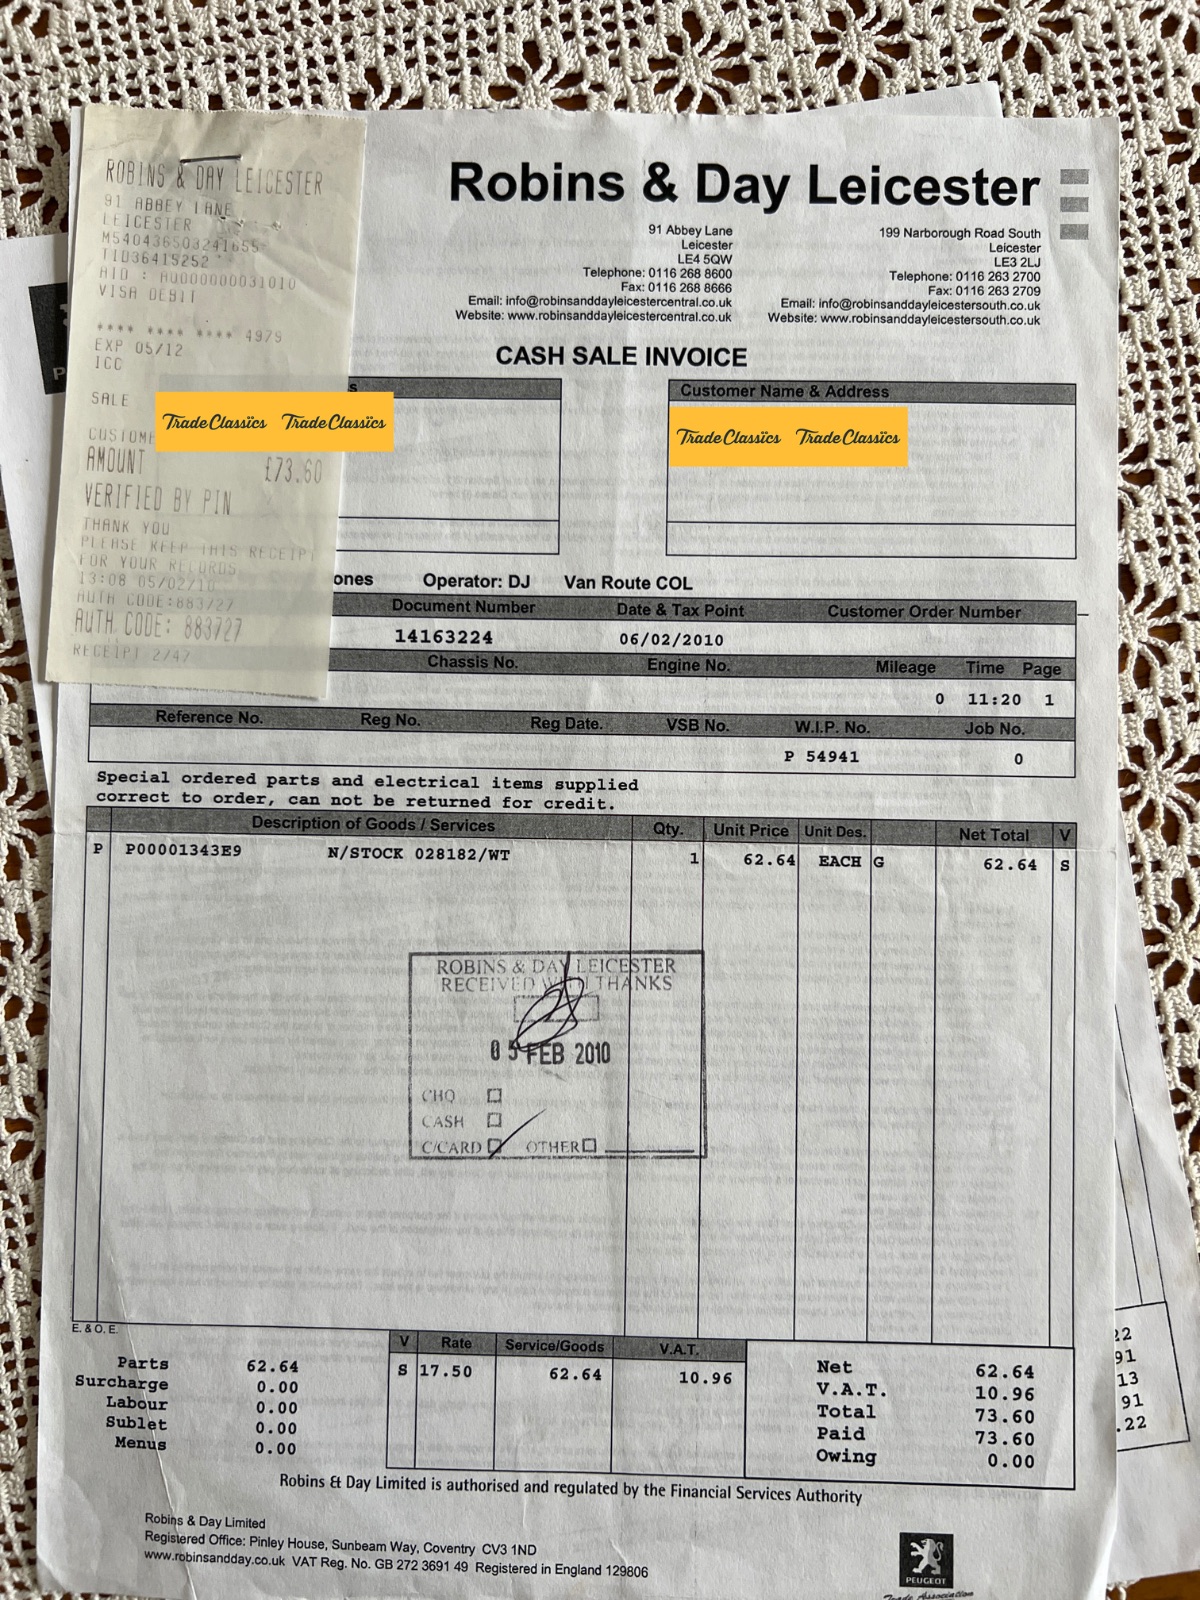 ROBINS & DAY LEICESTER
91 ABBEY LANE
LEICESTER
M540436503241655
TID36415252
AID : A0000000031010
VISA DEBIT
**** **** **** 4979
EXP 05/12
ICC
SALE
CUSTOME
AMOUNT £73.60
VERIFIED BY PIN
THANK YOU
PLEASE KEEP THIS RECEIPT
FOR YOUR RECORDS
13:08 05/02/10
AUTH CODE:883727
AUTH CODE: 883727
RECEIPT 2/47
TradeClassics TradeClassics
Robins & Day Leicester
91 Abbey Lane
Leicester
LE4 5QW
Telephone: 0116 268 8600
Fax: 0116 268 8666
Email: info@robinsanddayleicestercentral.co.uk
Website: www.robinsanddayleicestercentral.co.uk
199 Narborough Road South
Leicester
LE3 2LJ
Telephone: 0116 263 2700
Fax: 0116 263 2709
Email: info@robinsanddayleicestersouth.co.uk
Website: www.robinsanddayleicestersouth.co.uk
CASH SALE INVOICE
s
Customer Name & Address
TradeClassics TradeClassics
ones Operator: DJ Van Route COL
Document Number Date & Tax Point Customer Order Number
14163224 06/02/2010
Chassis No. Engine No. Mileage Time Page
0 11:20 1
Reference No. Reg No. Reg Date. VSB No. W.I.P. No. Job No.
P 54941 0
Special ordered parts and electrical items supplied
correct to order, can not be returned for credit.
Description of Goods / Services Qty. Unit Price Unit Des. Net Total V
P P00001343E9 N/STOCK 028182/WT 1 62.64 EACH G 62.64 S
ROBINS & DAY LEICESTER
RECEIVED WITH THANKS
05 FEB 2010
CHQ
CASH
C/CARD OTHER
E. & O. E.
Parts 62.64
Surcharge 0.00
Labour 0.00
Sublet 0.00
Menus 0.00
V Rate Service/Goods V.A.T.
S 17.50 62.64 10.96
Net 62.64
V.A.T. 10.96
Total 73.60
Paid 73.60
Owing 0.00
22
91
13
91
.22
Robins & Day Limited is authorised and regulated by the Financial Services Authority
Robins & Day Limited
Registered Office: Pinley House, Sunbeam Way, Coventry CV3 1ND
www.robinsandday.co.uk VAT Reg. No. GB 272 3691 49 Registered in England 129806
PEUGEOT
Trade Association
P